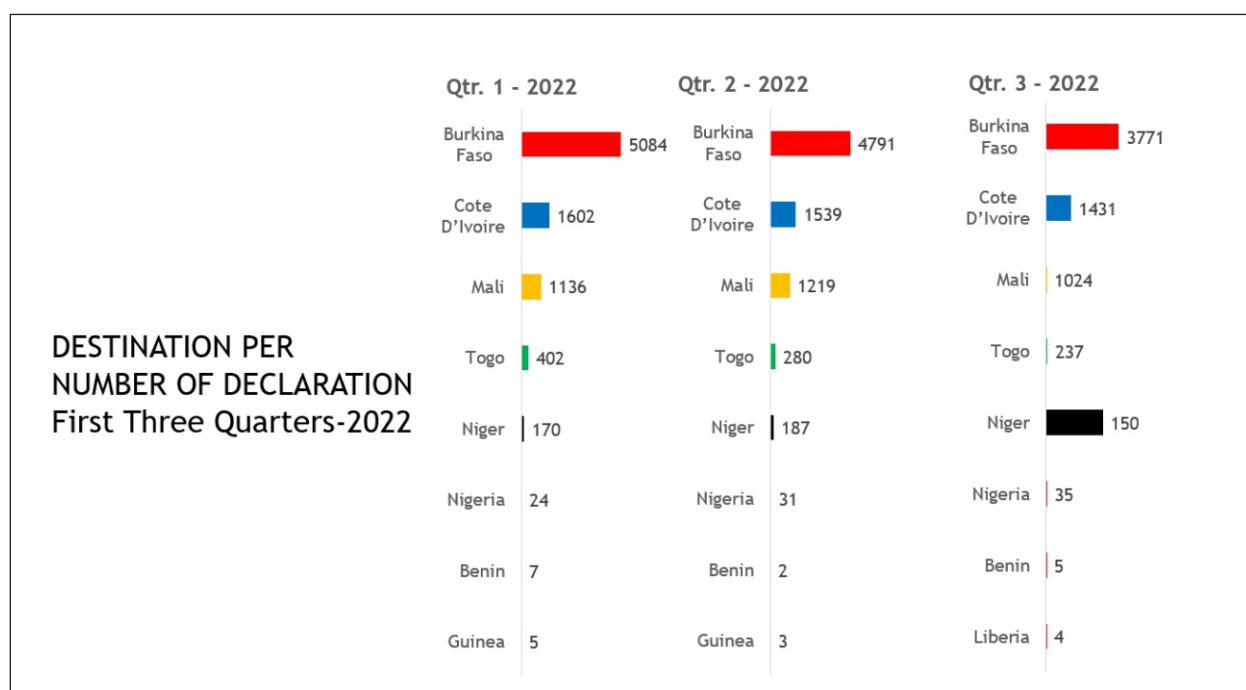 DESTINATION PER
NUMBER OF DECLARATION
First Three Quarters-2022
Qtr. 1 - 2022
Burkina
Faso
5084
Cote
D’Ivoire
1602
Mali
1136
Togo
402
Niger
170
Nigeria
24
Benin
7
Guinea
5
Qtr. 2 - 2022
Burkina
Faso
4791
Cote
D’Ivoire
1539
Mali
1219
Togo
280
Niger
187
Nigeria
31
Benin
2
Guinea
3
Qtr. 3 - 2022
Burkina
Faso
3771
Cote
D’Ivoire
1431
Mali
1024
Togo
237
Niger
150
Nigeria
35
Benin
5
Liberia
4